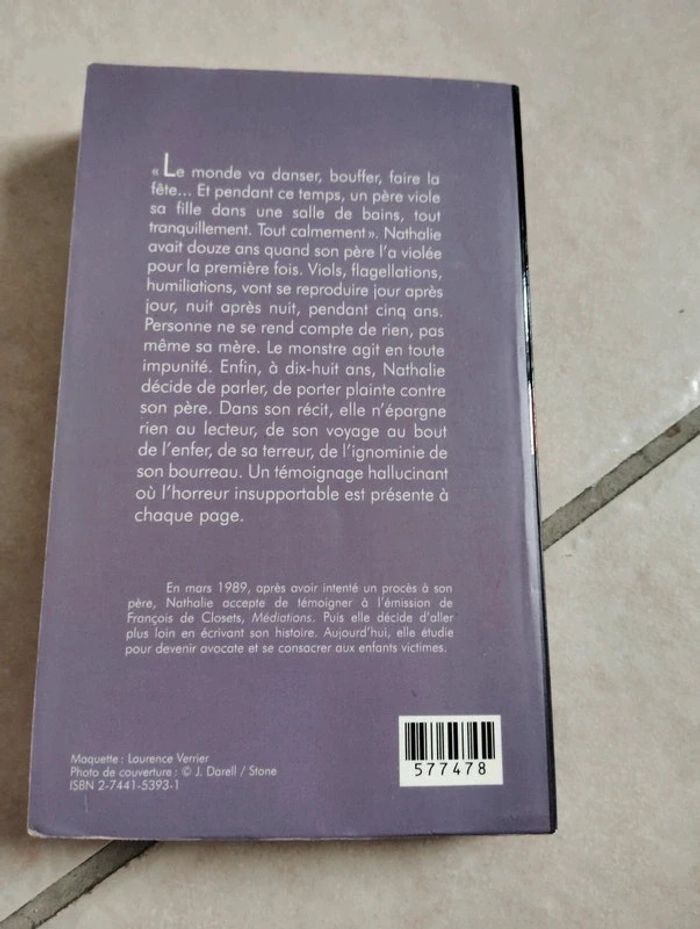 « Le monde va danser, bouffer, faire la
fête... Et pendant ce temps, un père viole
sa fille dans une salle de bains, tout
tranquillement. Tout calmement ». Nathalie
avait douze ans quand son père l'a violée
pour la première fois. Viols, flagellations,
humiliations, vont se reproduire jour après
jour, nuit après nuit, pendant cinq ans.
Personne ne se rend compte de rien, pas
même sa mère. Le monstre agit en toute
impunité. Enfin, à dix-huit ans, Nathalie
décide de parler, de porter plainte contre
son père. Dans son récit, elle n'épargne
rien au lecteur, de son voyage au bout
de l'enfer, de sa terreur, de l'ignominie de
son bourreau. Un témoignage hallucinant
où l'horreur insupportable est présente à
chaque page.
En mars 1989, après avoir intenté un procès à son
père, Nathalie accepte de témoigner à l'émission de
François de Closets, Médiations. Puis elle décide d'aller
plus loin en écrivant son histoire. Aujourd'hui, elle étudie
pour devenir avocate et se consacrer aux enfants victimes.
Maquette : Laurence Verrier
Photo de couverture : © J. Darell / Stone
ISBN 2-7441-5393-1
577478